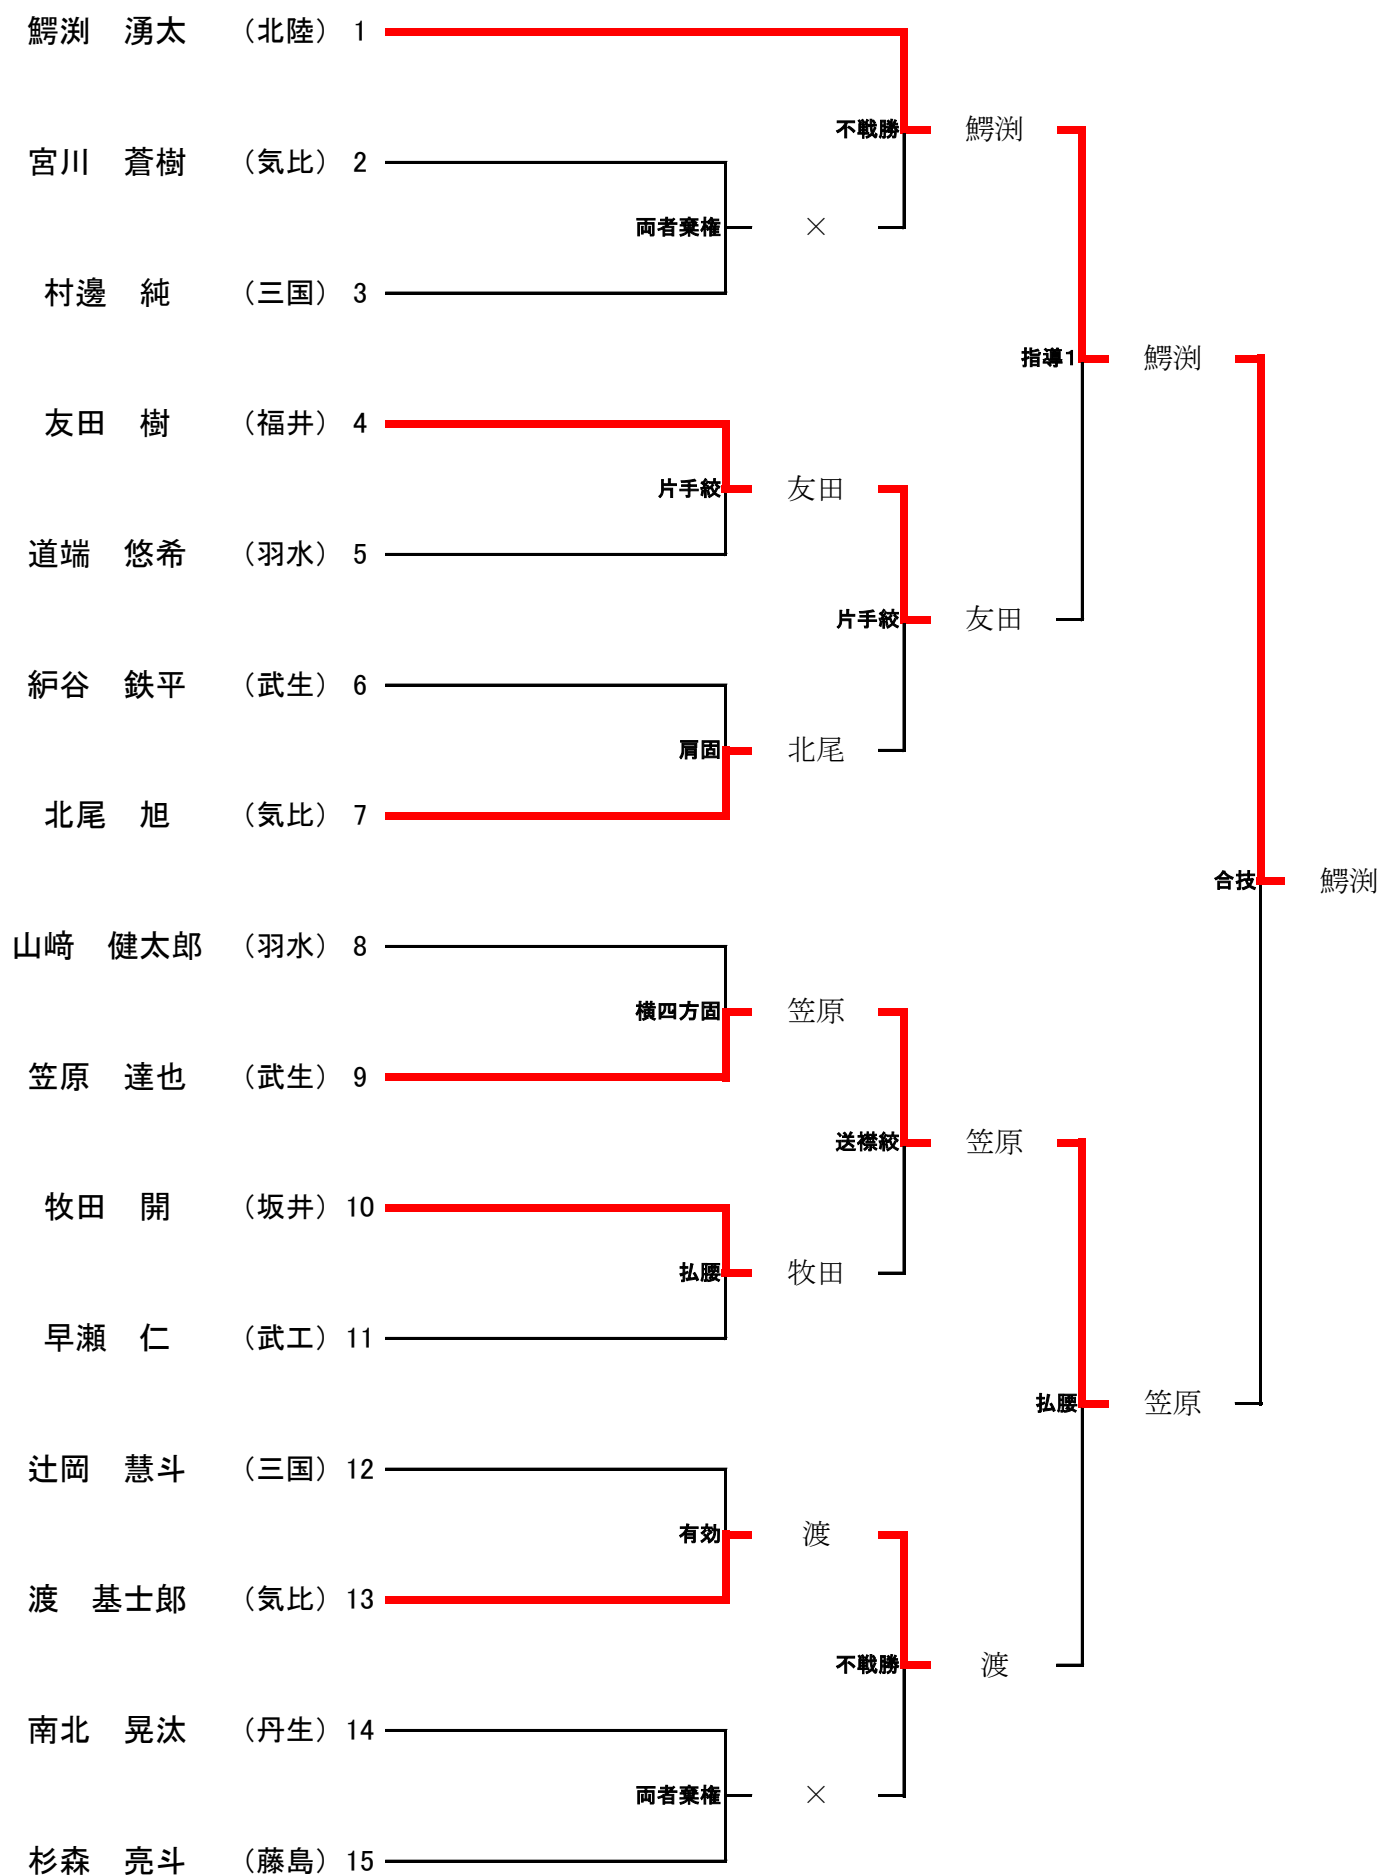 鰐渕　湧太　（北陸）　1
不戦勝　鰐渕
宮川　蒼樹　（気比）　2
両者棄権　×
村邊　純　（三国）　3
指導1　鰐渕
友田　樹　（福井）　4
片手絞　友田
道端　悠希　（羽水）　5
片手絞　友田
絈谷　鉄平　（武生）　6
肩固　北尾
北尾　旭　（気比）　7
合技　鰐渕
山﨑　健太郎　（羽水）　8
横四方固　笠原
笠原　達也　（武生）　9
送襟絞　笠原
牧田　開　（坂井）　10
払腰　牧田
早瀬　仁　（武工）　11
払腰　笠原
辻岡　慧斗　（三国）　12
有効　渡
渡　基士郎　（気比）　13
不戦勝　渡
南北　晃汰　（丹生）　14
両者棄権　×
杉森　亮斗　（藤島）　15